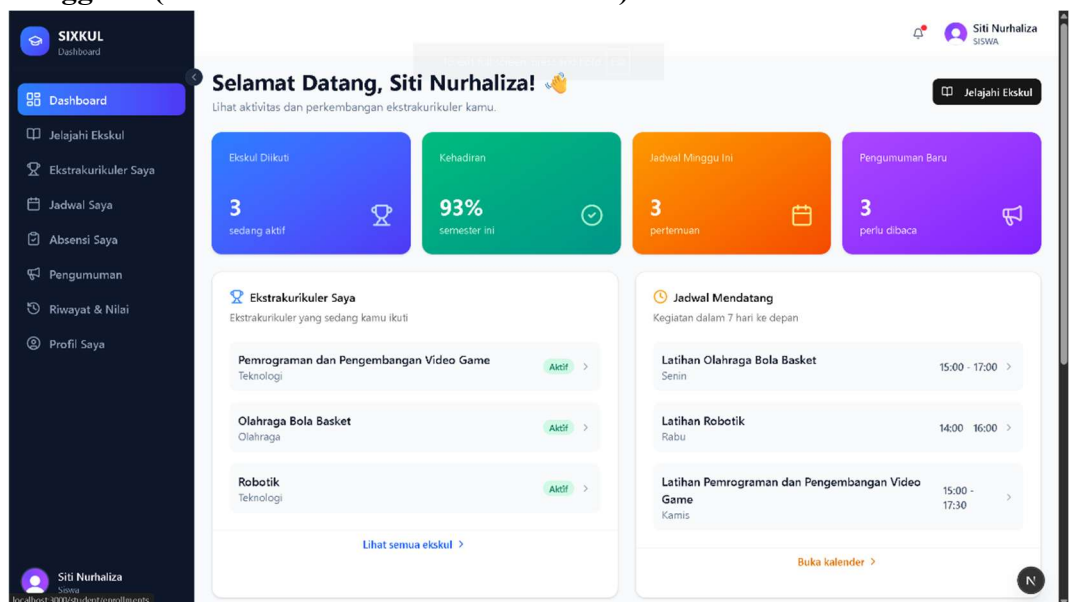 SIXKUL
Dashboard
Siti Nurhaliza
SISWA
Dashboard
Jelajahi Ekskul
Ekstrakurikuler Saya
Jadwal Saya
Absensi Saya
Pengumuman
Riwayat & Nilai
Profil Saya
Siti Nurhaliza
Siswa
localhost:3000/student/enrollments
Selamat Datang, Siti Nurhaliza! 👋
Lihat aktivitas dan perkembangan ekstrakurikuler kamu.
Jelajahi Ekskul
Ekskul Diikuti
3
sedang aktif
Kehadiran
93%
semester ini
Jadwal Minggu Ini
3
pertemuan
Pengumuman Baru
3
perlu dibaca
Ekstrakurikuler Saya
Ekstrakurikuler yang sedang kamu ikuti
Pemrograman dan Pengembangan Video Game
Teknologi
Aktif
Olahraga Bola Basket
Olahraga
Aktif
Robotik
Teknologi
Aktif
Lihat semua ekskul
Jadwal Mendatang
Kegiatan dalam 7 hari ke depan
Latihan Olahraga Bola Basket
Senin
15:00 - 17:00
Latihan Robotik
Rabu
14:00 16:00
Latihan Pemrograman dan Pengembangan Video
Game
Kamis
15:00 -
17:30
Buka kalender
N